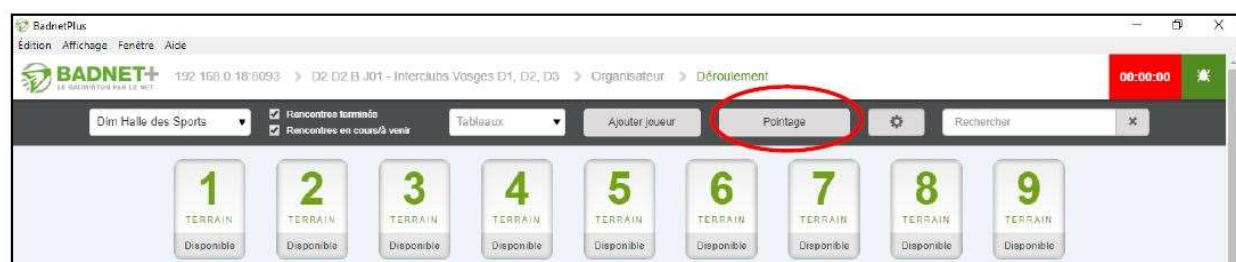 BadnetPlus
Édition Affichage Fenêtre Aide
BADNET+ 192.168.0.18:8093 > D2 D2 B J01 - Interclubs Vosges D1, D2, D3 > Organisateur > Déroulement 00:00:00
LE BADMINTON PAR LE NET
Dim Halle des Sports Rencontres terminés Tableaux Ajouter joueur Pointage Rechercher
Rencontres en cours/à venir
1 2 3 4 5 6 7 8 9
TERRAIN TERRAIN TERRAIN TERRAIN TERRAIN TERRAIN TERRAIN TERRAIN TERRAIN
Disponible Disponible Disponible Disponible Disponible Disponible Disponible Disponible Disponible